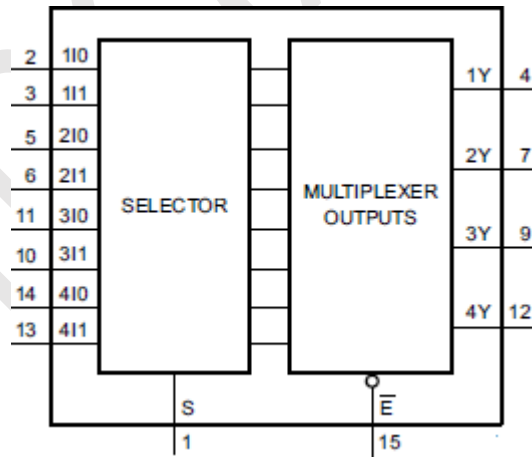 2 1I0
3 1I1
5 2I0
6 2I1
11 3I0
10 3I1
14 4I0
13 4I1
SELECTOR
MULTIPLEXER
OUTPUTS
1Y 4
2Y 7
3Y 9
4Y 12
S
1
E̅
15